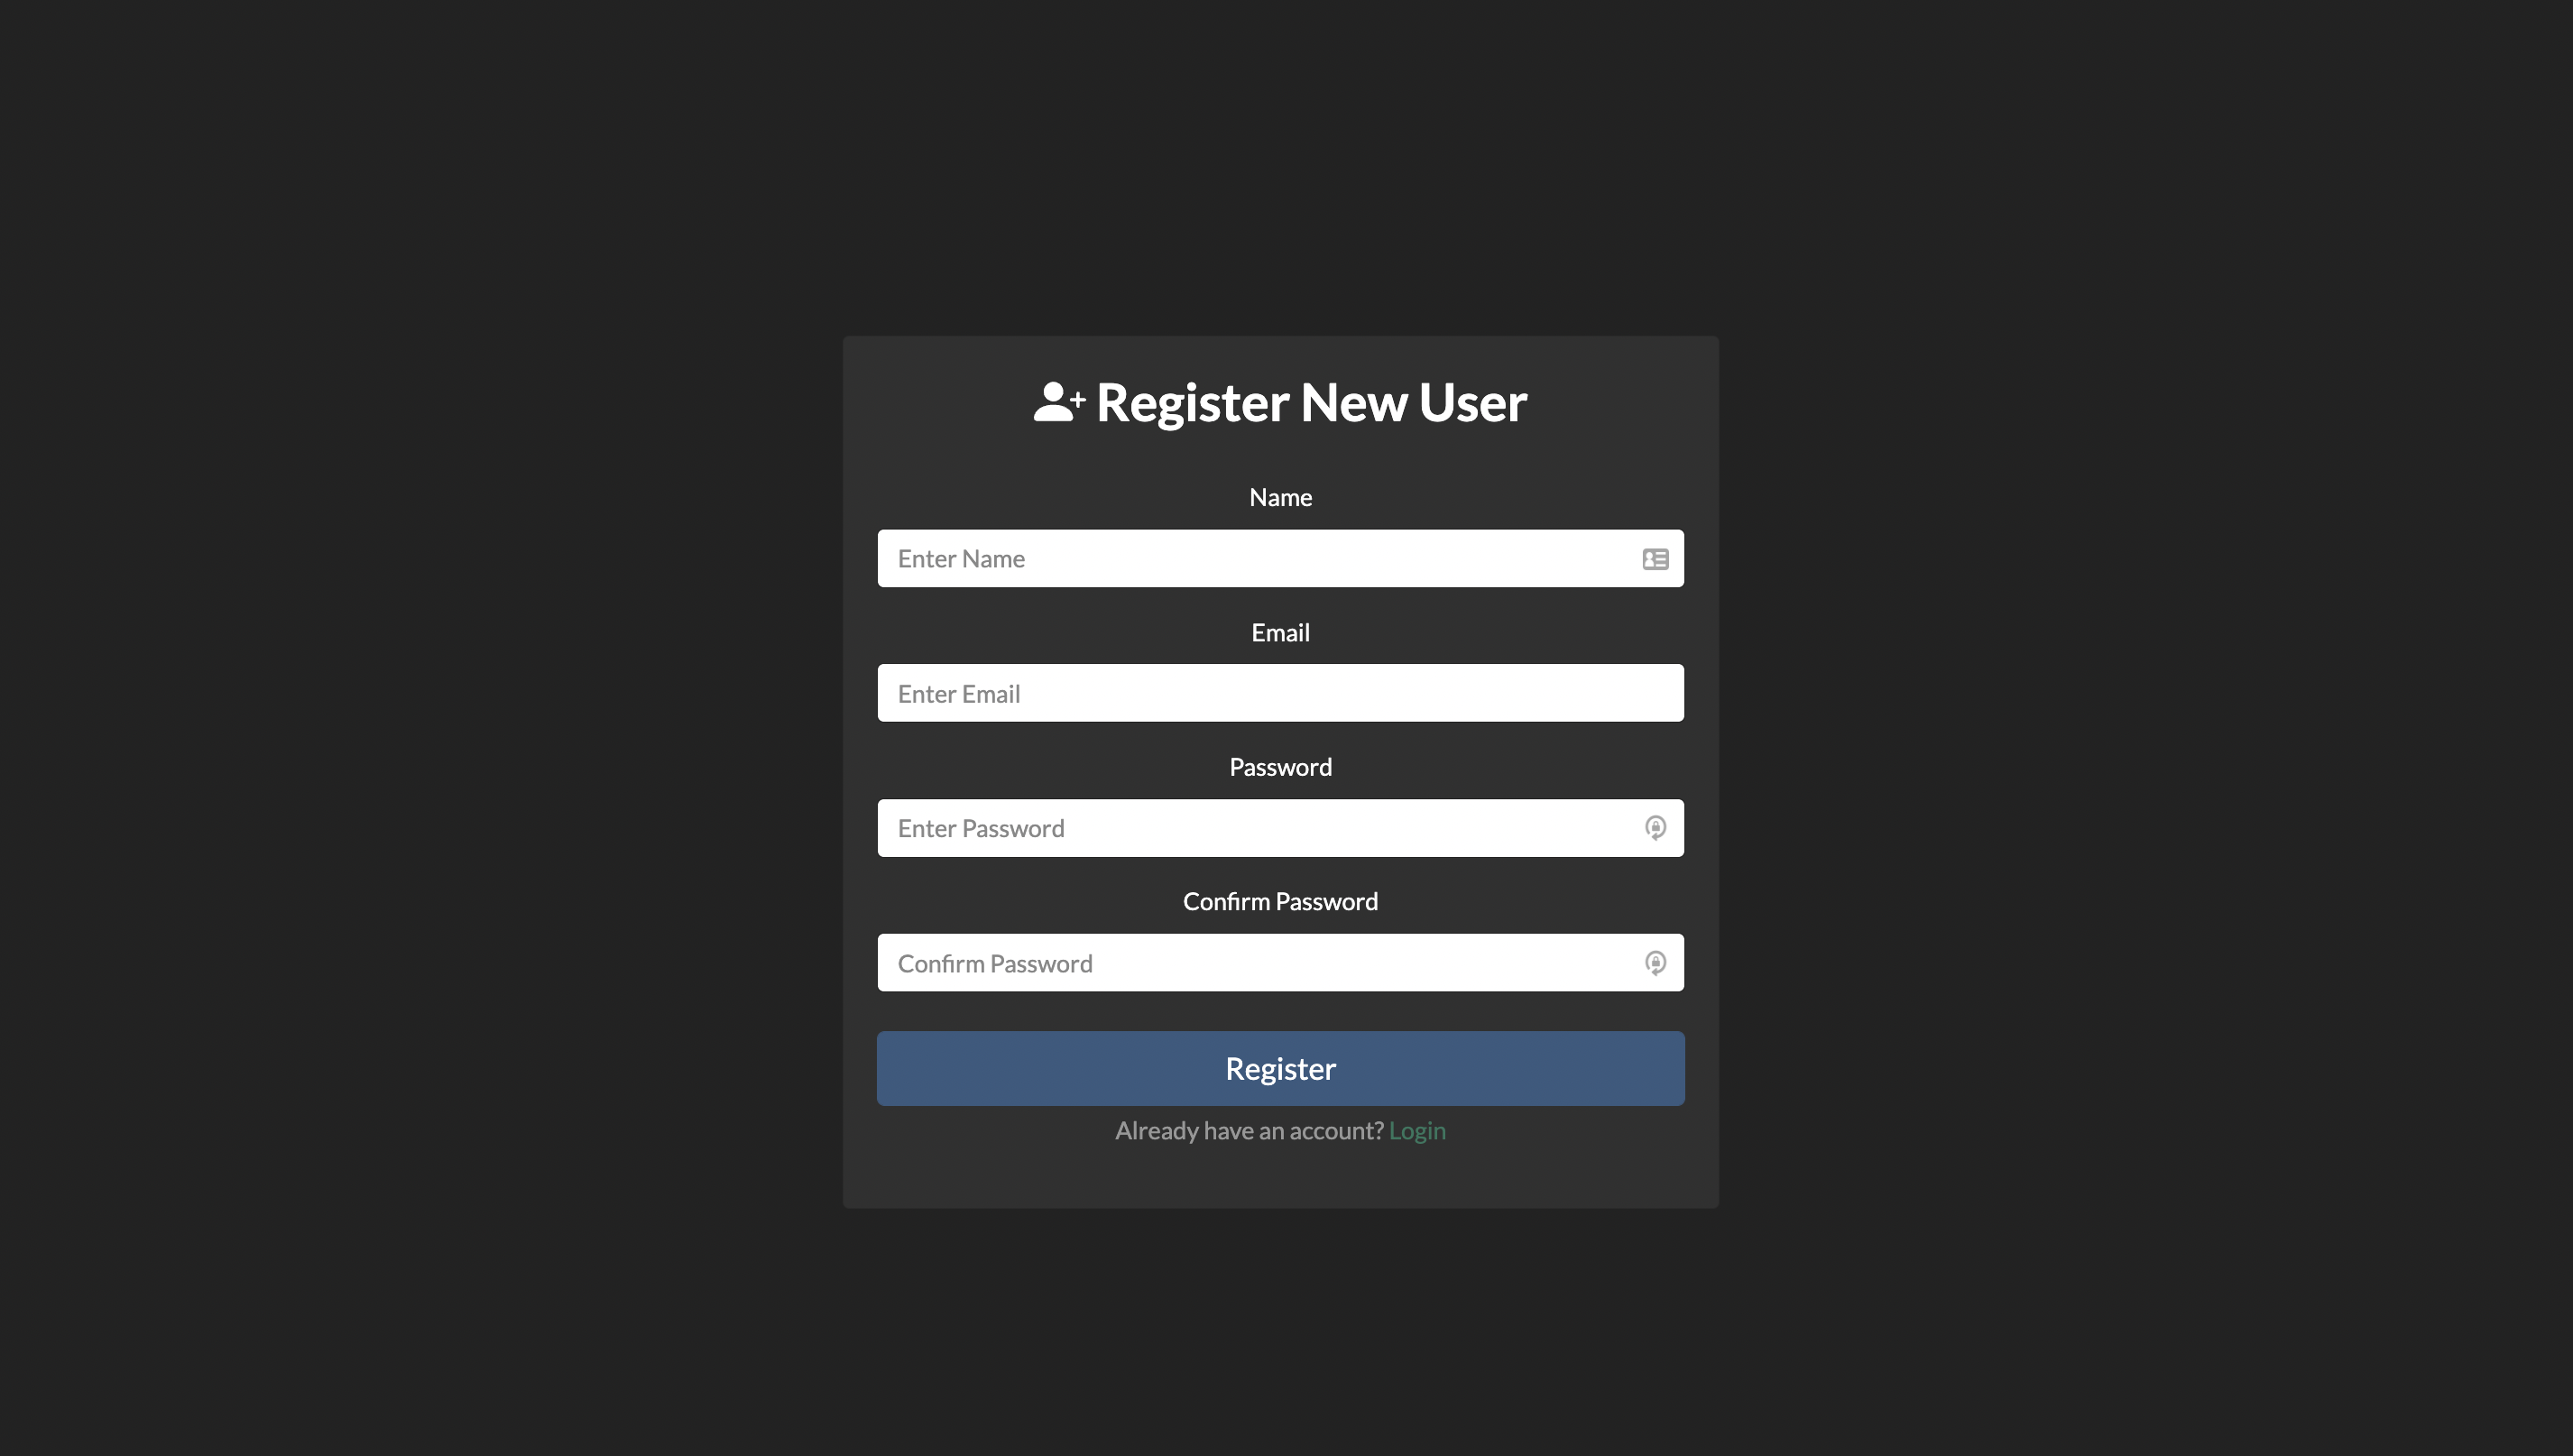 Register New User
Name
Enter Name
Email
Enter Email
Password
Enter Password
Confirm Password
Confirm Password
Register
Already have an account? Login